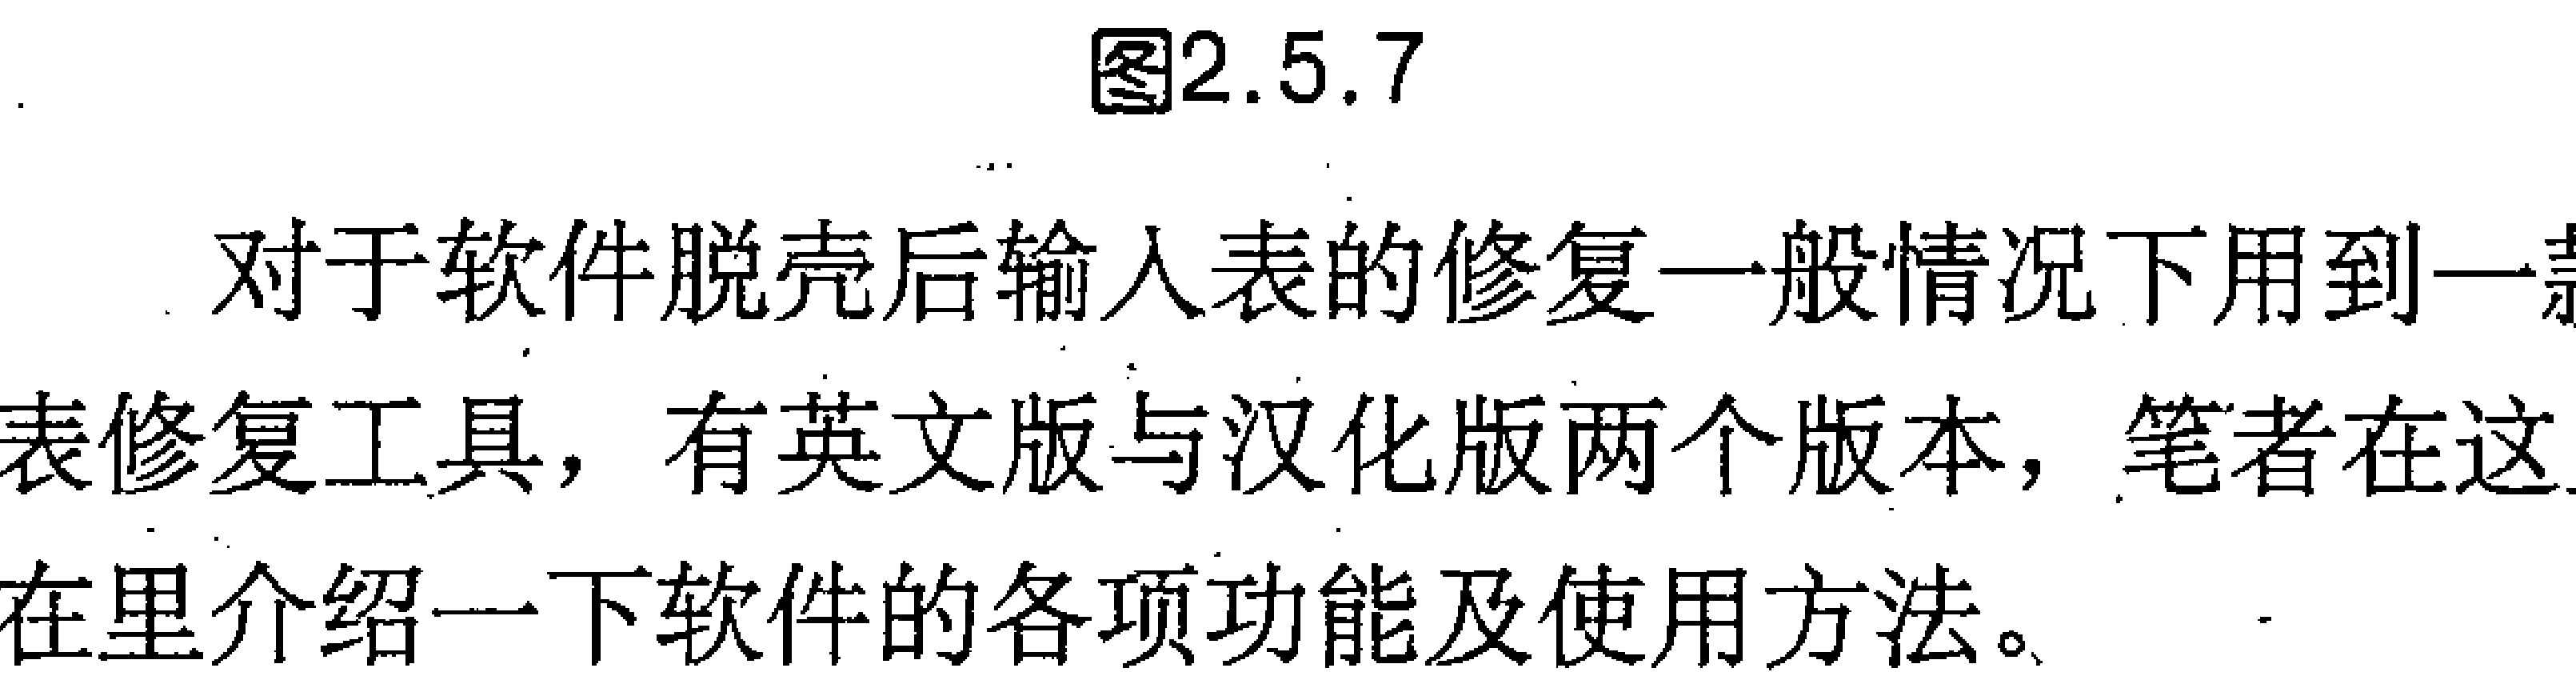 图2.5.7
对于软件脱壳后输入表的修复一般情况下用到一
表修复工具，有英文版与汉化版两个版本，笔者在这
在里介绍一下软件的各项功能及使用方法。